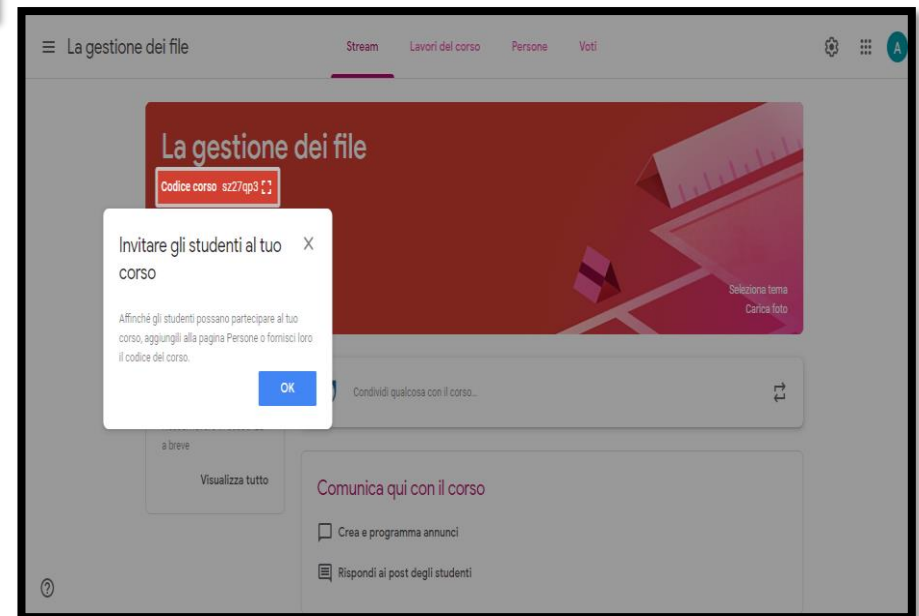 La gestione dei file
Stream Lavori del corso Persone Voti
A
La gestione dei file
Codice corso sz27qp3
Invitare gli studenti al tuo corso
X
Affinché gli studenti possano partecipare al tuo
corso, aggiungili alla pagina Persone o fornisci loro
il codice del corso.
OK
Seleziona tema
Carica foto
Condividi qualcosa con il corso...
a breve
Visualizza tutto
Comunica qui con il corso
Crea e programma annunci
Rispondi ai post degli studenti
?